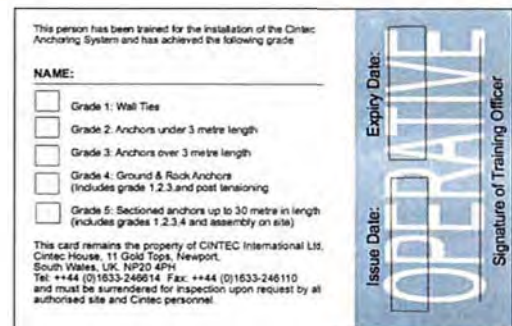 This person has been trained for the installation of the Cintec
Anchoring System and has achieved the following grade
NAME:
Grade 1: Wall Ties
Grade 2: Anchors under 3 metre length
Grade 3: Anchors over 3 metre length
Grade 4: Ground & Rock Anchors
(Includes grade 1,2,3,and post tensioning
Grade 5: Sectioned anchors up to 30 metre in length
(includes grades 1,2,3,4 and assembly on site)
This card remains the property of CINTEC International Ltd,
Cintec House, 11 Gold Tops, Newport,
South Wales, UK. NP20 4PH
Tel: ++44 (0)1633-246614 Fax: ++44 (0)1633-246110
and must be surrendered for inspection upon request by all
authorised site and Cintec personnel.
Issue Date:
Expiry Date:
OPERATIVE
Signature of Training Officer